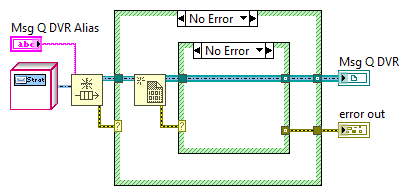 No Error
Msg Q DVR Alias
abc
No Error
Msg Q DVR
Strat
error out
?
?